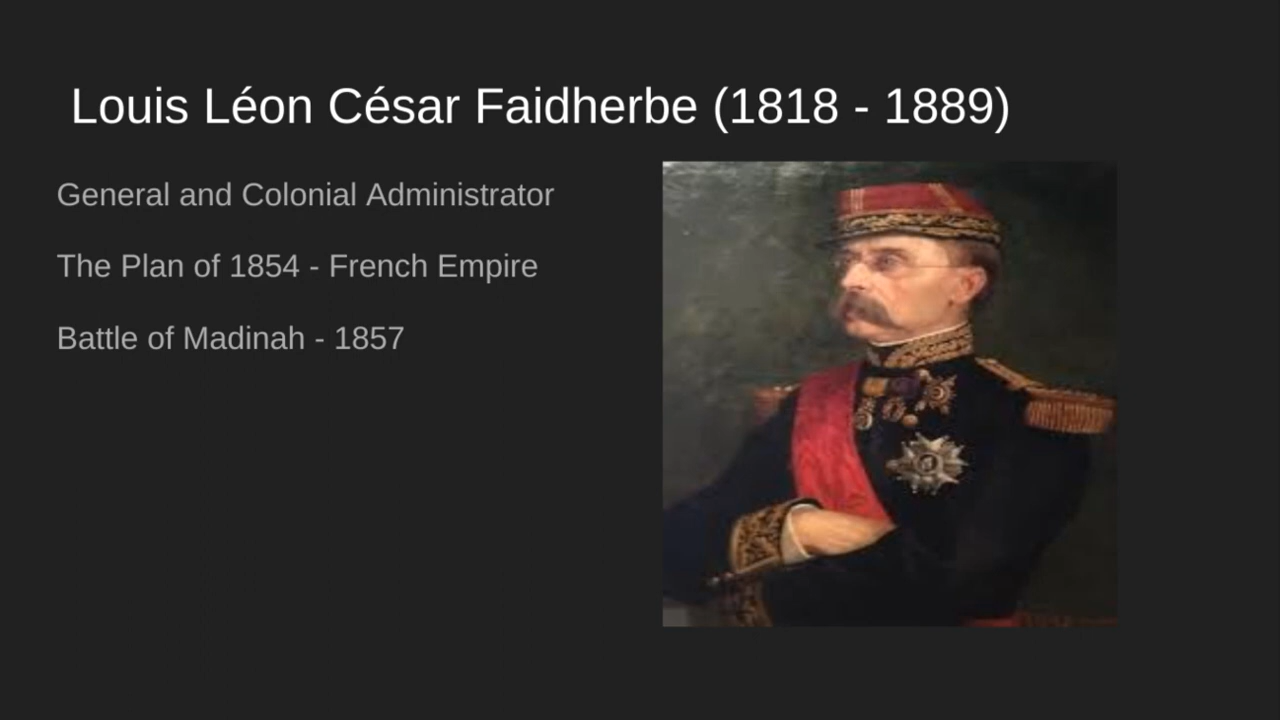 Louis Léon César Faidherbe (1818 - 1889)
General and Colonial Administrator
The Plan of 1854 - French Empire
Battle of Madinah - 1857